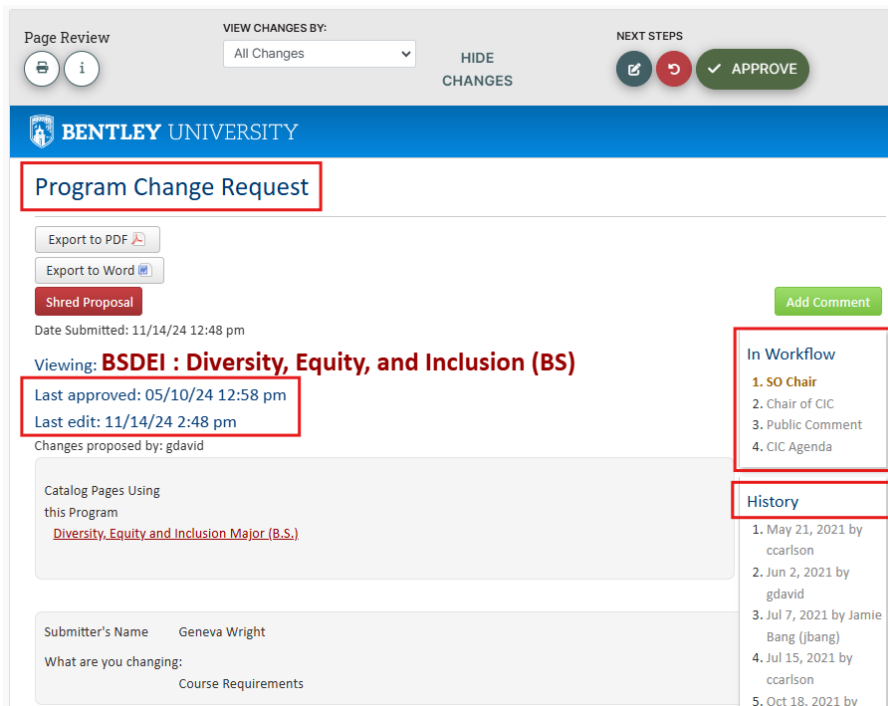 Page Review
i
VIEW CHANGES BY:
All Changes
HIDE
CHANGES
NEXT STEPS
APPROVE
BENTLEY UNIVERSITY
Program Change Request
Export to PDF
Export to Word
Shred Proposal
Add Comment
Date Submitted: 11/14/24 12:48 pm
Viewing: BSDEI : Diversity, Equity, and Inclusion (BS)
Last approved: 05/10/24 12:58 pm
Last edit: 11/14/24 2:48 pm
Changes proposed by: gdavid
Catalog Pages Using
this Program
Diversity, Equity and Inclusion Major (B.S.)
Submitter's Name Geneva Wright
What are you changing:
Course Requirements
In Workflow
1. SO Chair
2. Chair of CIC
3. Public Comment
4. CIC Agenda
History
1. May 21, 2021 by
ccarlson
2. Jun 2, 2021 by
gdavid
3. Jul 7, 2021 by Jamie
Bang (jbang)
4. Jul 15, 2021 by
ccarlson
5. Oct 18, 2021 by